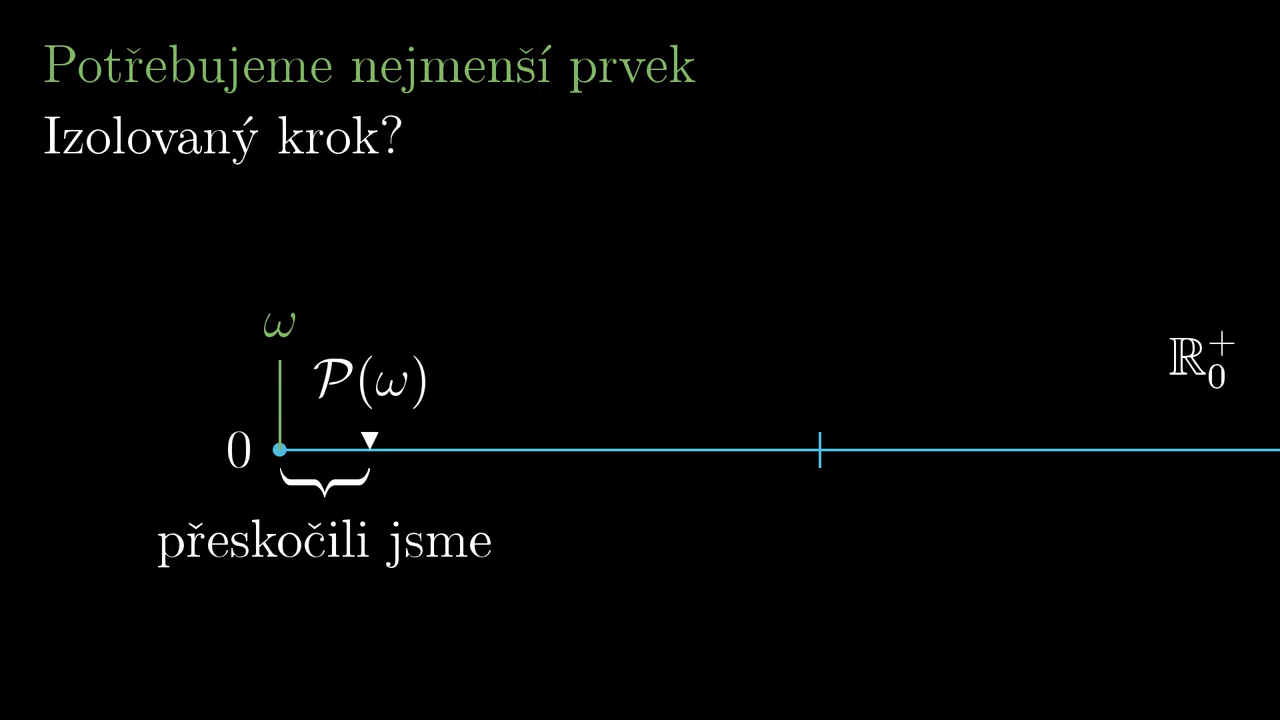 Potřebujeme nejmenší prvek
Izolovaný krok?
ω
𝒫(ω)
ℝ₀⁺
0
přeskočili jsme